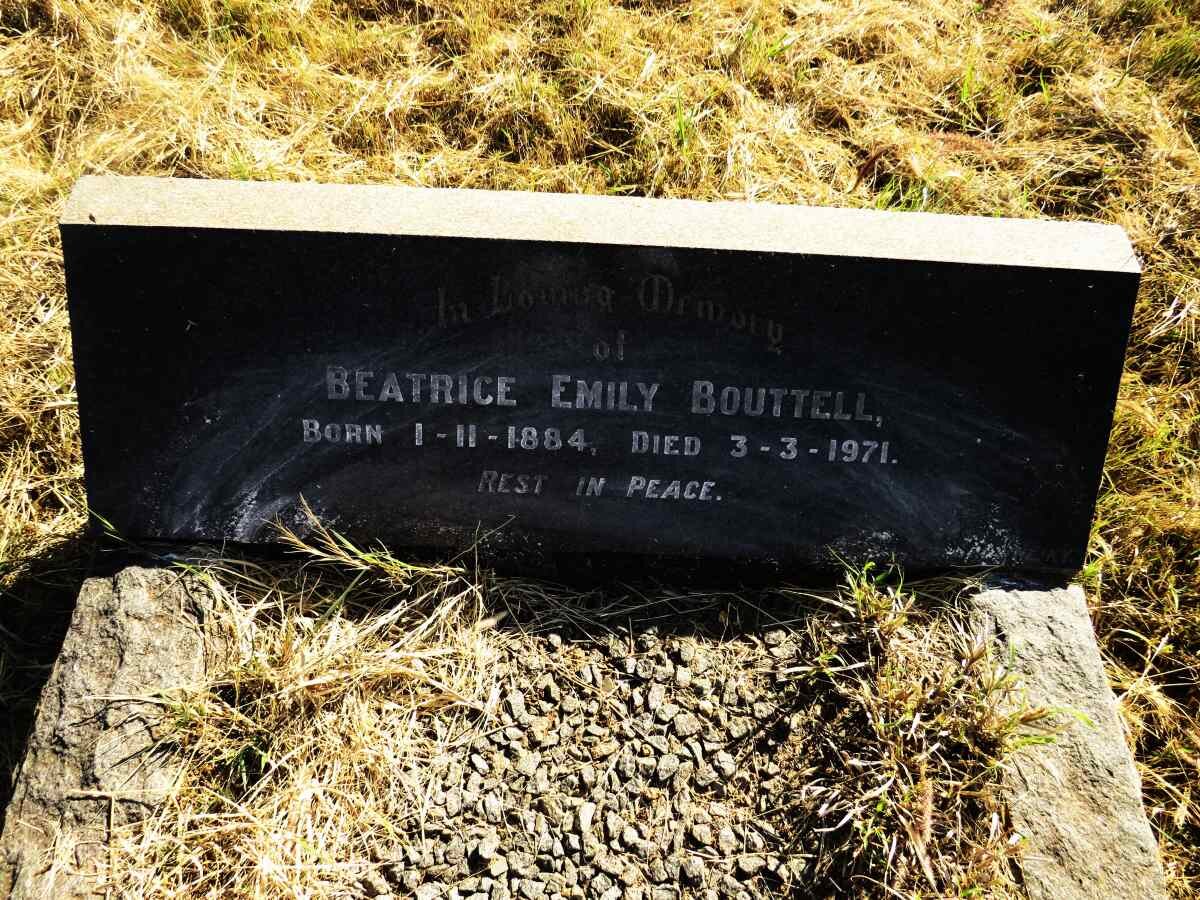 In Loving Memory
of
BEATRICE EMILY BOUTTELL,
BORN 1-11-1884, DIED 3-3-1971.
REST IN PEACE.